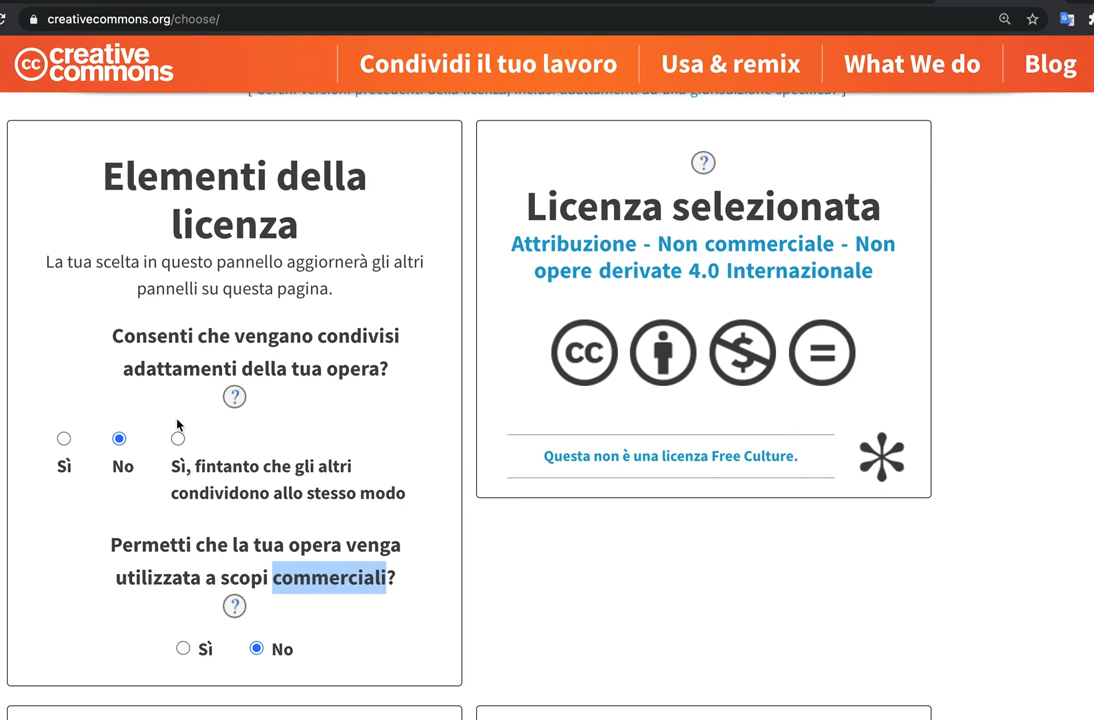 creativecommons.org/choose/
creative
commons
Condividi il tuo lavoro
Usa & remix
What We do
Blog
Elementi della
licenza
La tua scelta in questo pannello aggiornerà gli altri
pannelli su questa pagina.
Consenti che vengano condivisi
adattamenti della tua opera?
?
Sì
No
Sì, fintanto che gli altri
condividono allo stesso modo
Permetti che la tua opera venga
utilizzata a scopi commerciali?
?
Sì
No
?
Licenza selezionata
Attribuzione - Non commerciale - Non
opere derivate 4.0 Internazionale
Questa non è una licenza Free Culture.